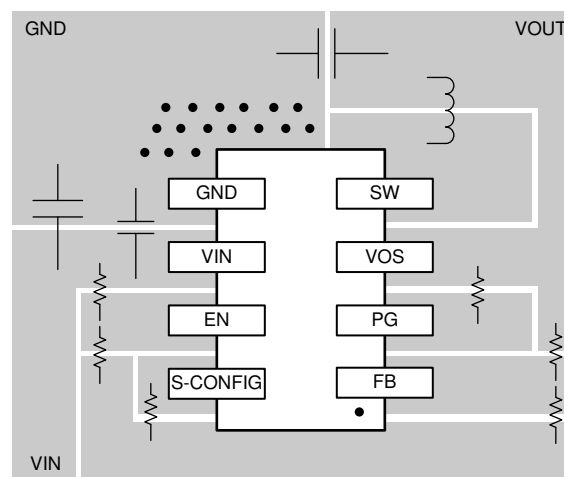 GND VOUT
GND SW
VIN VOS
EN PG
S-CONFIG FB
VIN